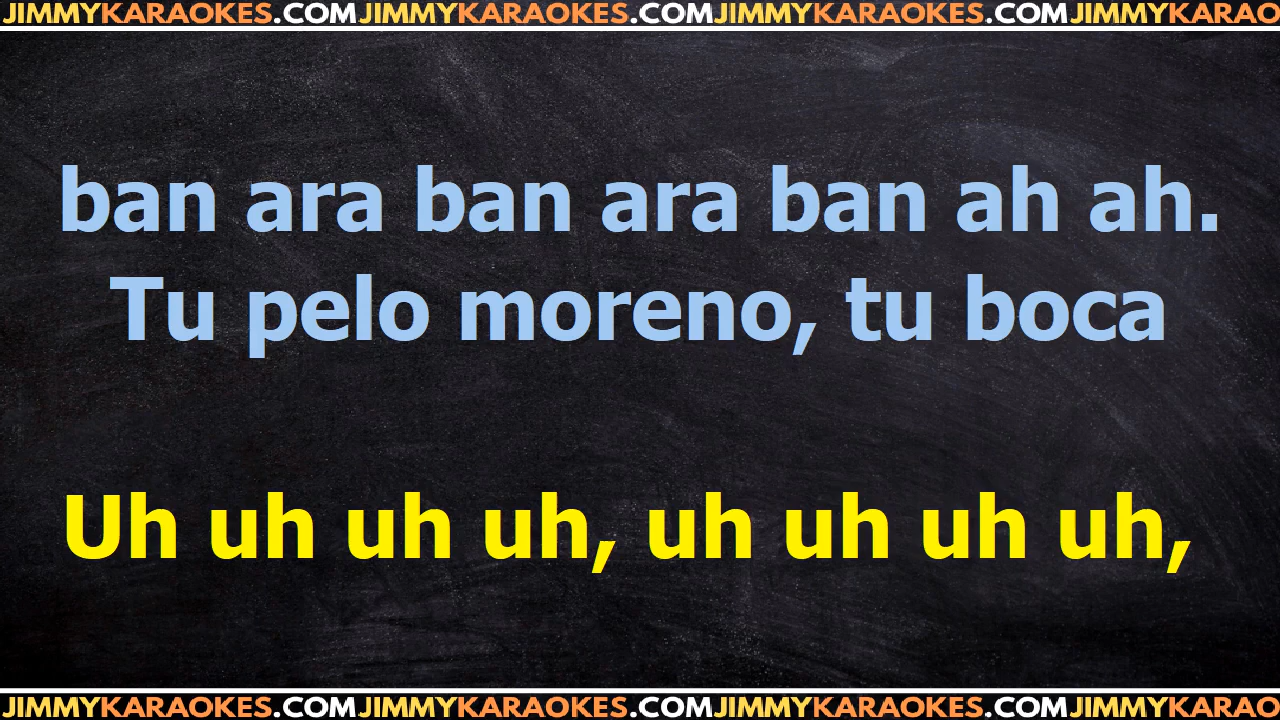 JIMMYKARAOKES.COMJIMMYKARAOKES.COMJIMMYKARAOKES.COMJIMMYKARAO
ban ara ban ara ban ah ah.
Tu pelo moreno, tu boca
Uh uh uh uh, uh uh uh uh,
JIMMYKARAOKES.COMJIMMYKARAOKES.COMJIMMYKARAOKES.COMJIMMYKARAO